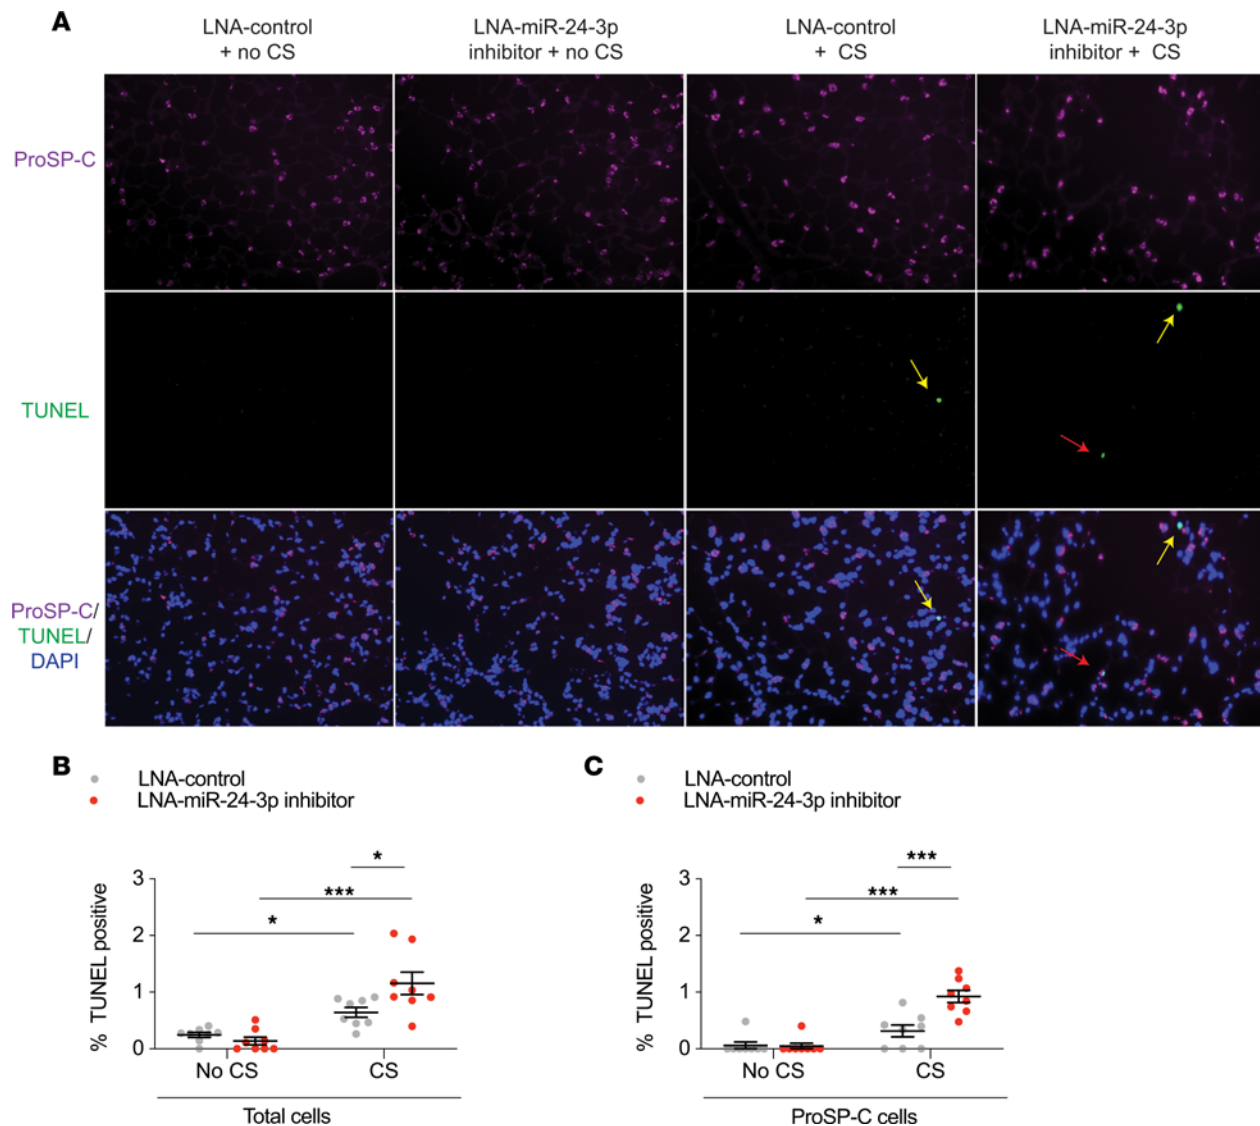 A
LNA-control
+ no CS
LNA-miR-24-3p
inhibitor + no CS
LNA-control
+ CS
LNA-miR-24-3p
inhibitor + CS
ProSP-C
TUNEL
ProSP-C/
TUNEL/
DAPI
B
LNA-control
LNA-miR-24-3p inhibitor
*
***
*
% TUNEL positive
3
2
1
0
No CS
CS
Total cells
C
LNA-control
LNA-miR-24-3p inhibitor
***
***
*
% TUNEL positive
3
2
1
0
No CS
CS
ProSP-C cells